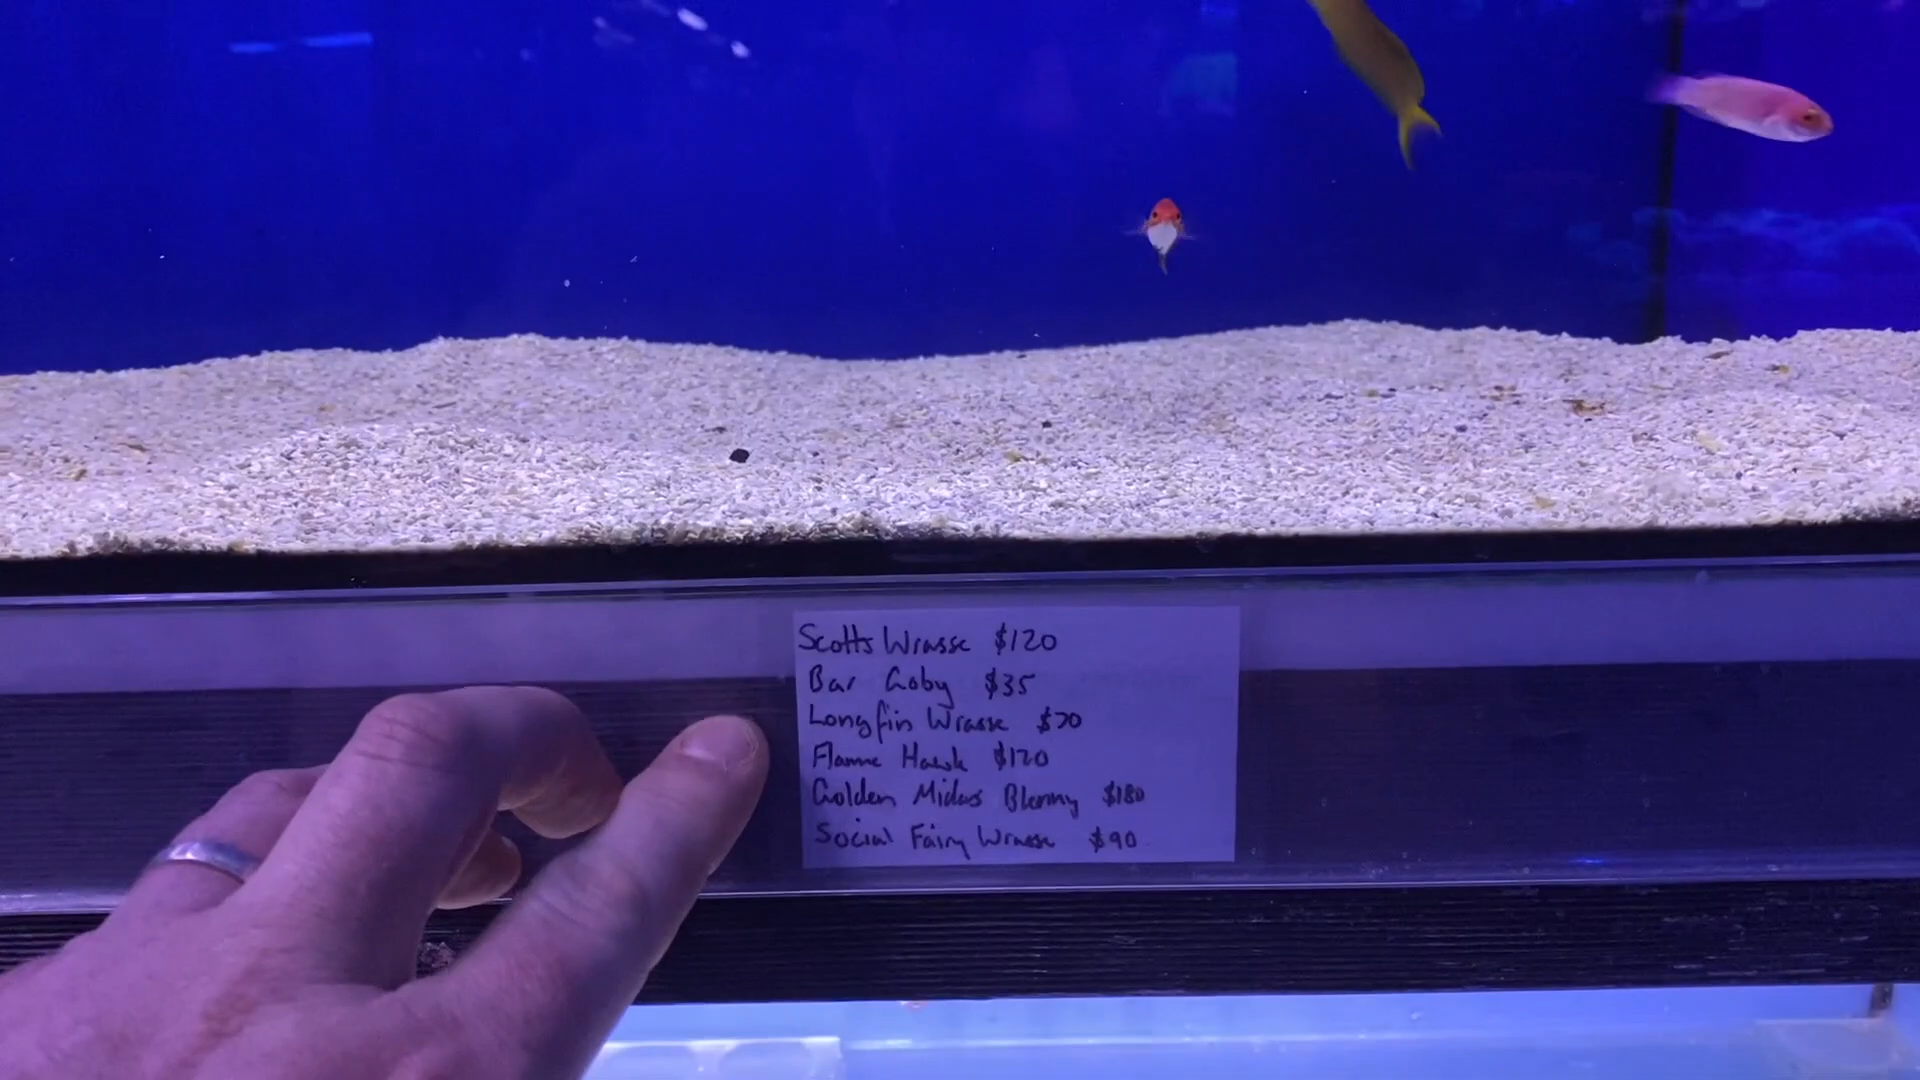 Scotts Wrasse $120
Bar Goby $35
Longfin Wrasse $70
Flame Hawk $120
Golden Midas Blenny $180
Social Fairy Wrasse $90